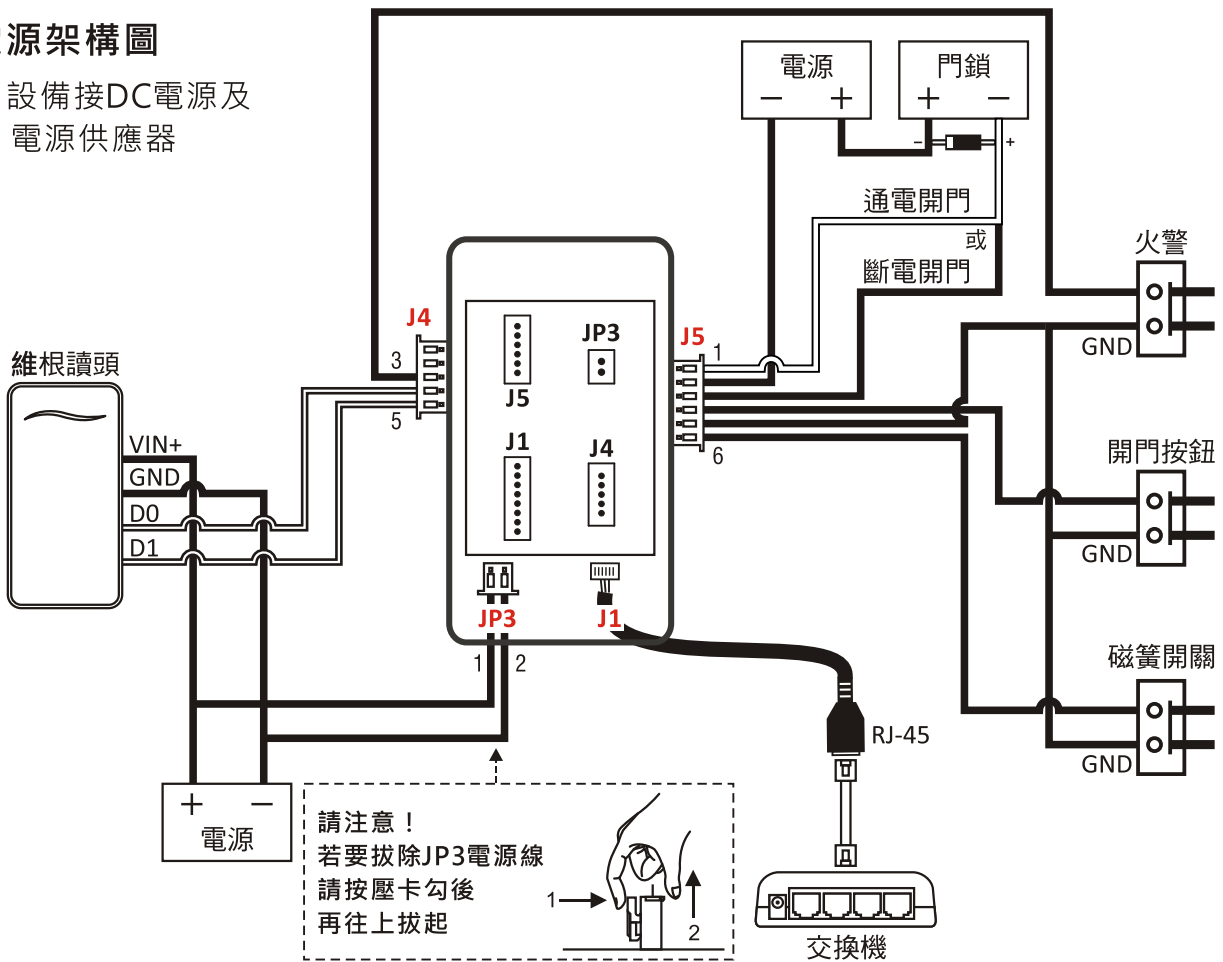 源架構圖
設備接DC電源及
電源供應器
電源
門鎖
− +
+ −
- +
通電開門
或
斷電開門
火警
GND
J4
3
5
JP3
J5
J1
J4
J5
1
6
維根讀頭
VIN+
GND
D0
D1
開門按鈕
GND
JP3
J1
1 2
磁簧開關
GND
RJ-45
+ −
電源
請注意！
若要拔除JP3電源線
請按壓卡勾後
再往上拔起
1
2
交換機